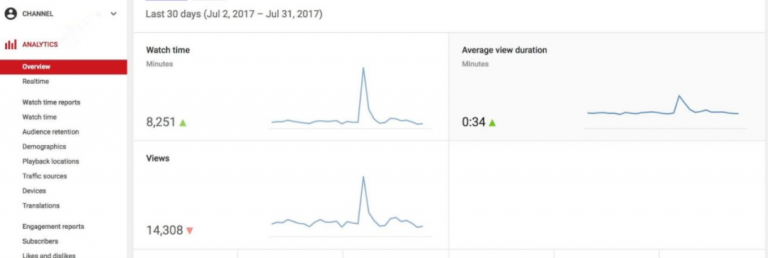 CHANNEL
ANALYTICS
Overview
Realtime
Watch time reports
Watch time
Audience retention
Demographics
Playback locations
Traffic sources
Devices
Translations
Engagement reports
Subscribers
Likes and dislikes
Last 30 days (Jul 2, 2017 – Jul 31, 2017)
Watch time
Minutes
8,251
Average view duration
Minutes
0:34
Views
14,308